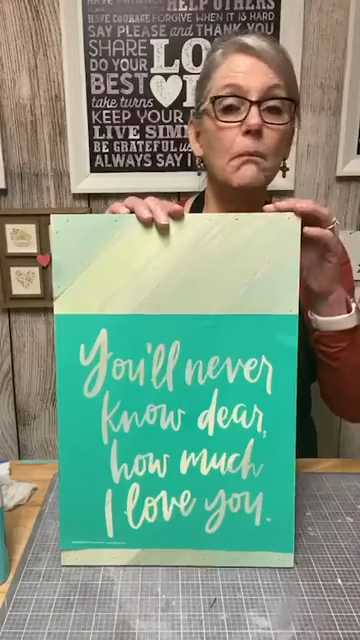 HELP OTHERS
HAVE COURAGE FORGIVE WHEN IT IS HARD
SAY PLEASE and THANK YOU
SHARE
DO YOUR
BEST
take turns
KEEP YOUR
LIVE SIM
BE GRATEFUL
ALWAYS SAY I
LO
You'll never
know dear,
how much
I love you.